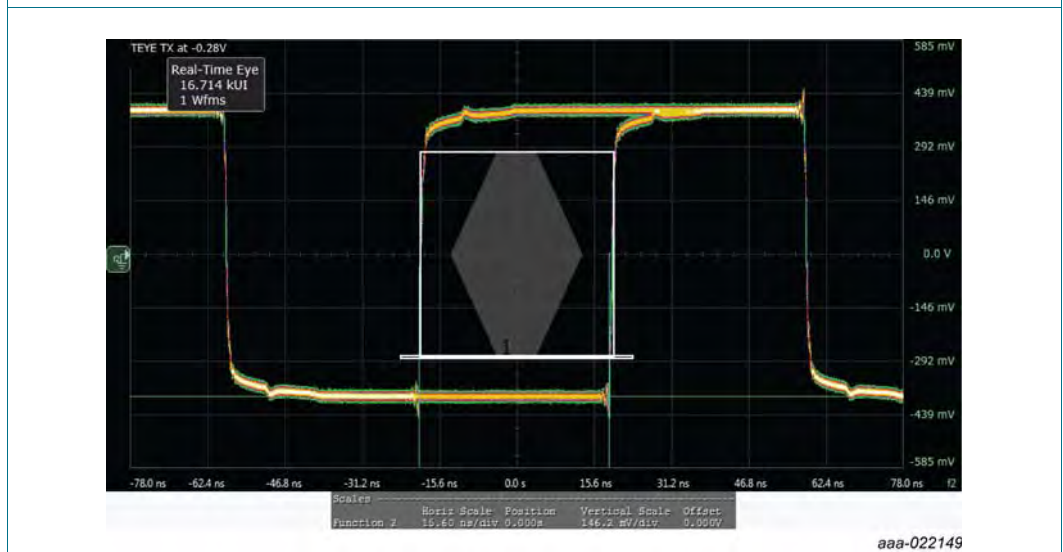 TEYE TX at -0.28V
Real-Time Eye
16.714 kUI
1 Wfms
585 mV
439 mV
292 mV
146 mV
0.0 V
-146 mV
-292 mV
-439 mV
-585 mV
1
-78.0 ns -62.4 ns -46.8 ns -31.2 ns -15.6 ns 0.0 s 15.6 ns 31.2 ns 46.8 ns 62.4 ns 78.0 ns f2
Scales
Horiz Scale Position Vertical Scale Offset
Function 2 15.60 ns/div 0.000s 146.2 mV/div 0.000V
aaa-022149